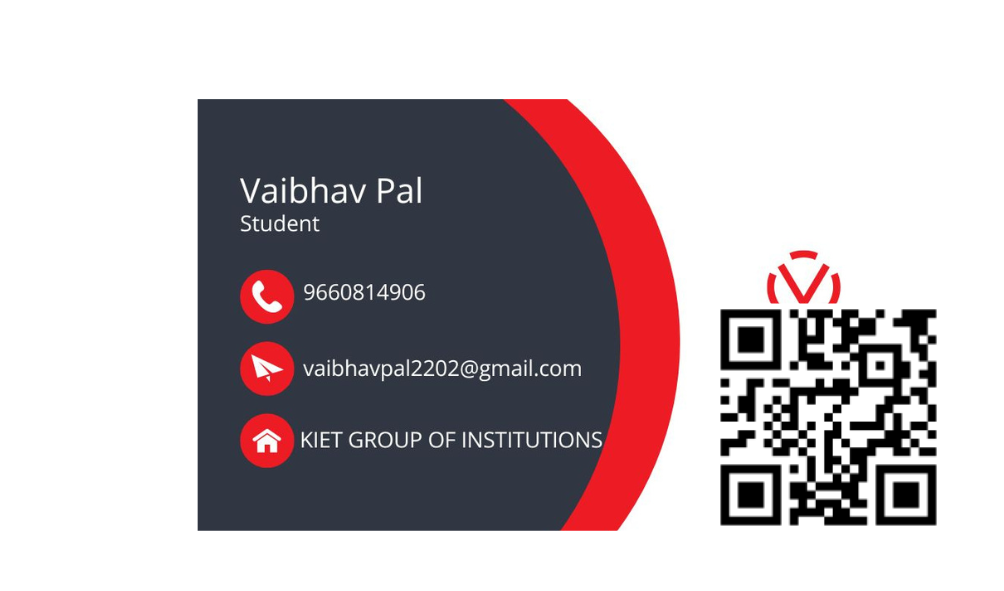 Vaibhav Pal
Student
9660814906
vaibhavpal2202@gmail.com
KIET GROUP OF INSTITUTIONS